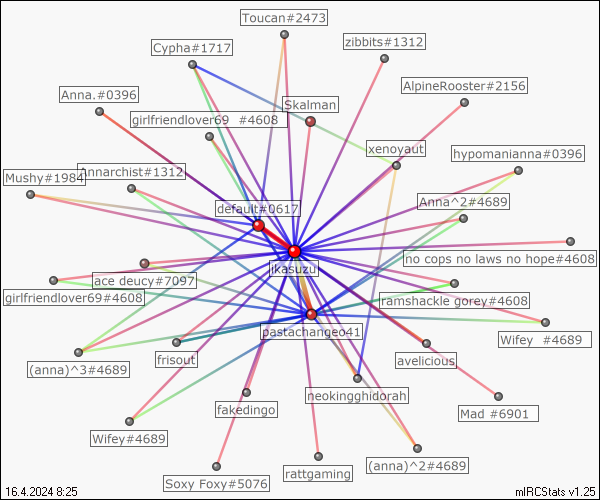 Toucan#2473
zibbits#1312
Cypha#1717
AlpineRooster#2156
Anna.#0396
Skalman
girlfriendlover69 #4608
xenoyaut
hypomanianna#0396
Mushy#1984
Annarchist#1312
Anna^2#4689
default#0617
no cops no laws no hope#4608
ikasuzu
ace deucy#7097
girlfriendlover69#4608
ramshackle gorey#4608
pastachangeo41
Wifey #4689
frisout
avelicious
(anna)^3#4689
neokingghidorah
fakedingo
Mad #6901
Wifey#4689
(anna)^2#4689
rattgaming
Soxy Foxy#5076
16.4.2024 8:25
mIRCStats v1.25